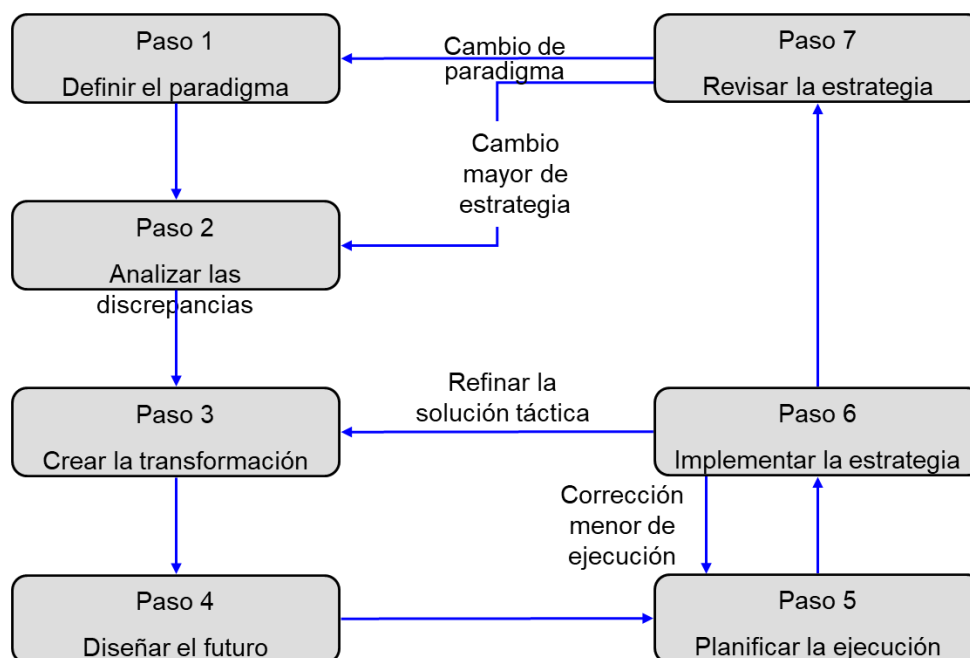 Paso 1
Definir el paradigma
Cambio de
paradigma
Paso 7
Revisar la estrategia
Cambio
mayor de
estrategia
Paso 2
Analizar las
discrepancias
Refinar la
solución táctica
Paso 3
Crear la transformación
Paso 6
Implementar la estrategia
Corrección
menor de
ejecución
Paso 4
Diseñar el futuro
Paso 5
Planificar la ejecución